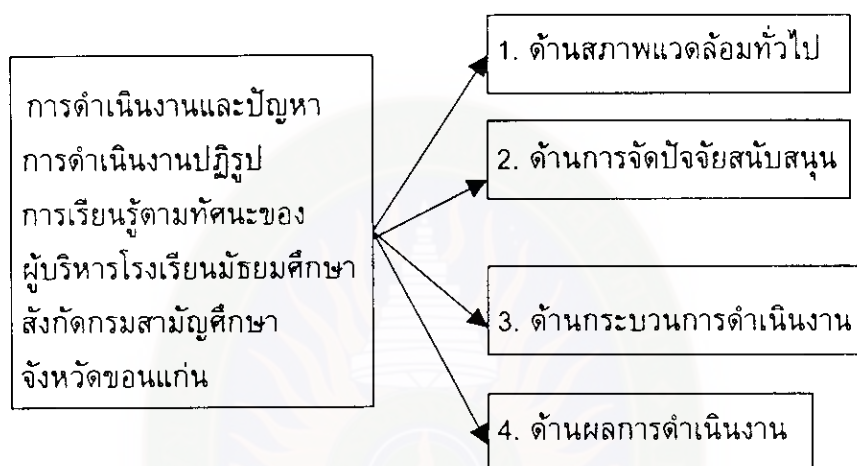 การดำเนินงานและปัญหา
การดำเนินงานปฏิรูป
การเรียนรู้ตามทัศนะของ
ผู้บริหารโรงเรียนมัธยมศึกษา
สังกัดกรมสามัญศึกษา
จังหวัดขอนแก่น
1. ด้านสภาพแวดล้อมทั่วไป
2. ด้านการจัดปัจจัยสนับสนุน
3. ด้านกระบวนการดำเนินงาน
4. ด้านผลการดำเนินงาน